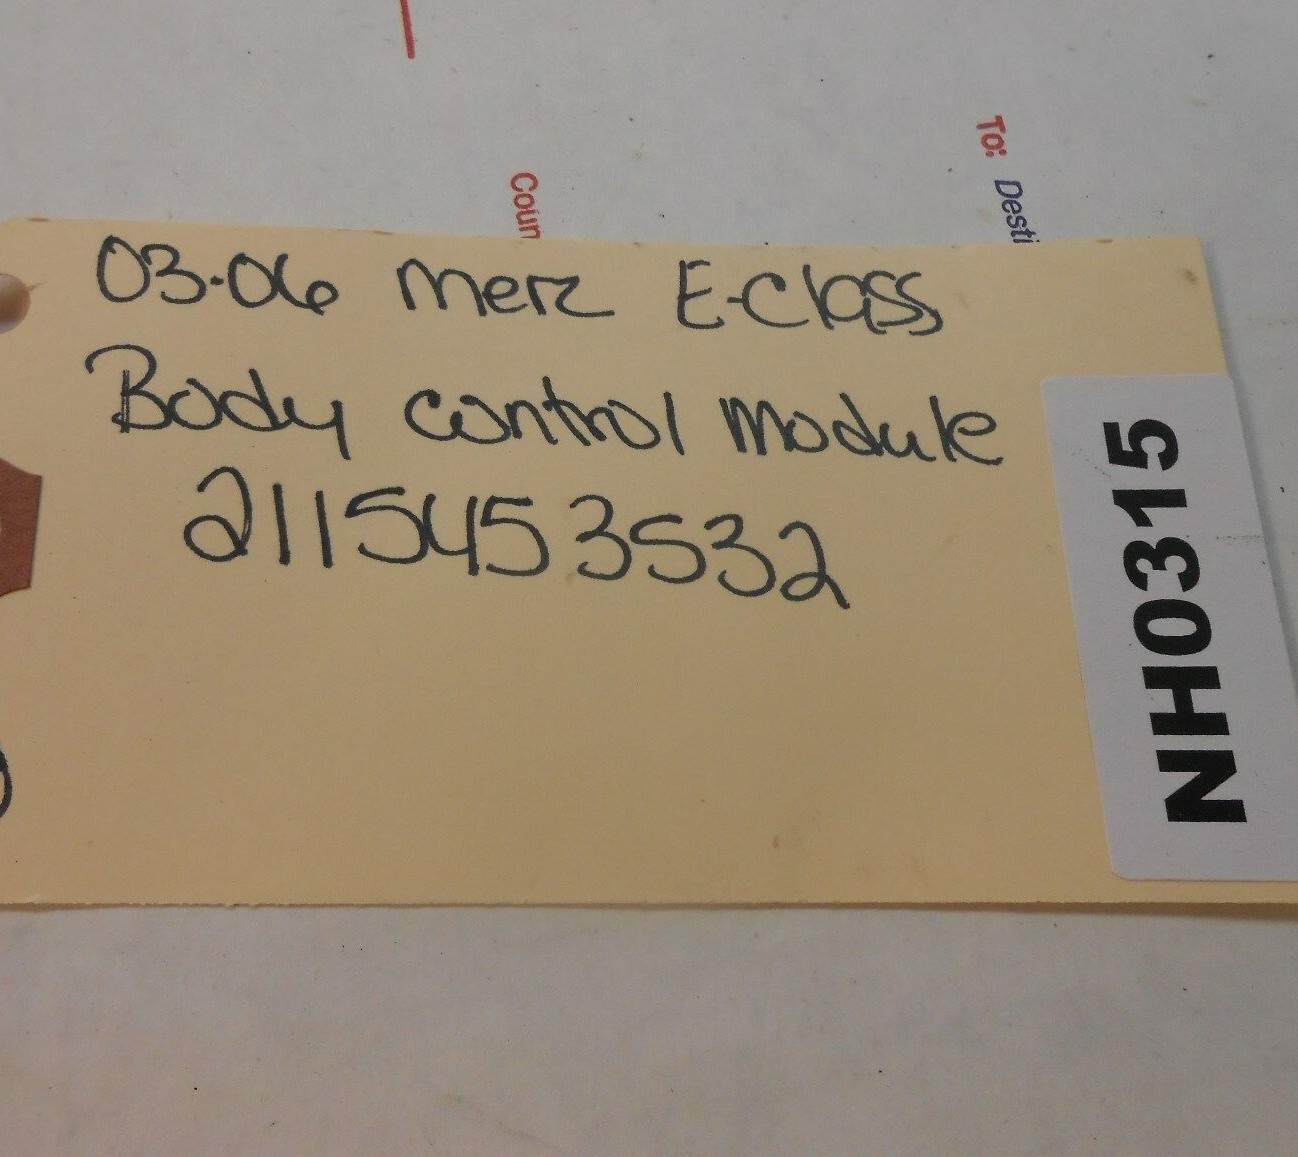 To: Desti
Coun
03-06 Merz E-Class
Body control Module
2115453532
NH0315